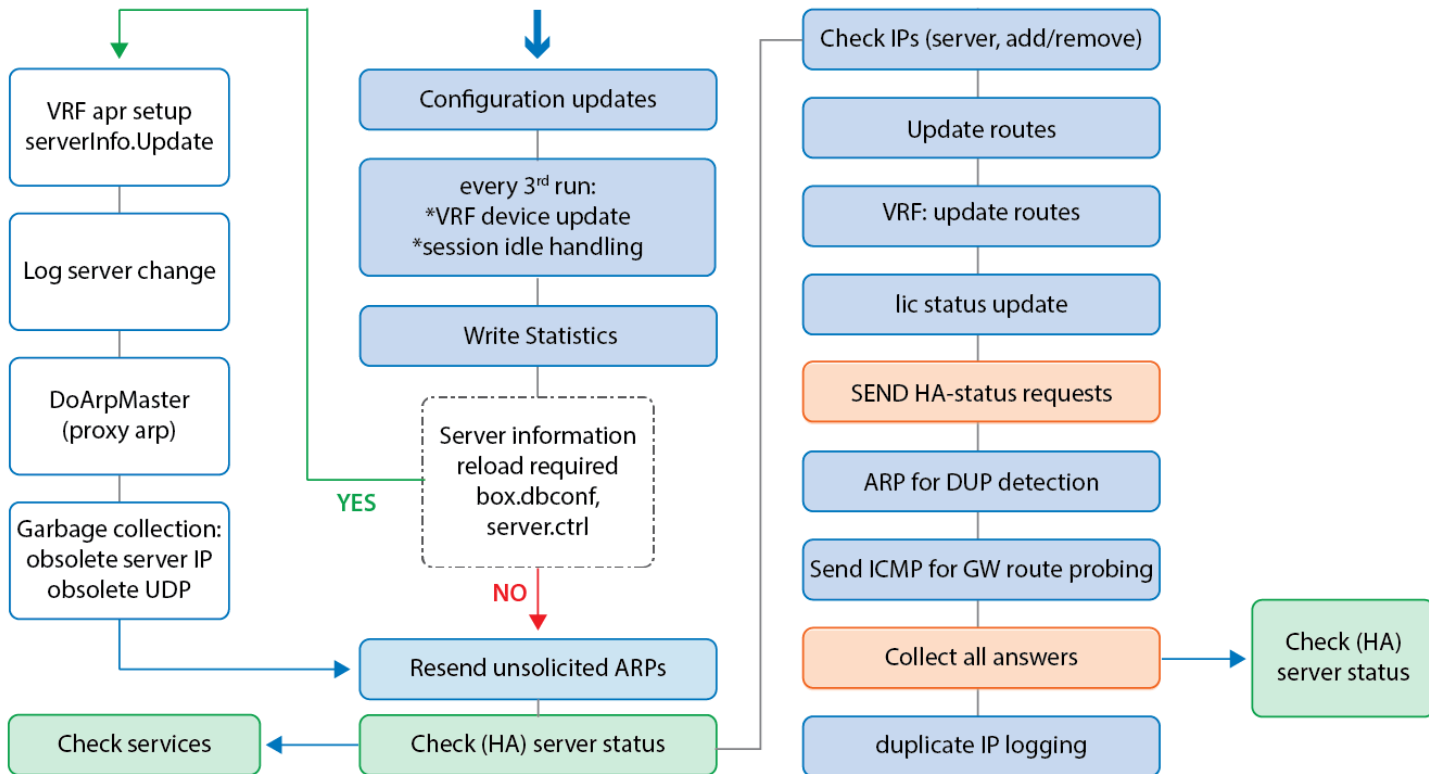 VRF apr setup
serverInfo.Update
Log server change
DoArpMaster
(proxy arp)
Garbage collection:
obsolete server IP
obsolete UDP
Configuration updates
every 3rd run:
*VRF device update
*session idle handling
Write Statistics
Server information
reload required
box.dbconf,
server.ctrl
YES
NO
Resend unsolicited ARPs
Check (HA) server status
Check services
Check IPs (server, add/remove)
Update routes
VRF: update routes
lic status update
SEND HA-status requests
ARP for DUP detection
Send ICMP for GW route probing
Collect all answers
duplicate IP logging
Check (HA)
server status